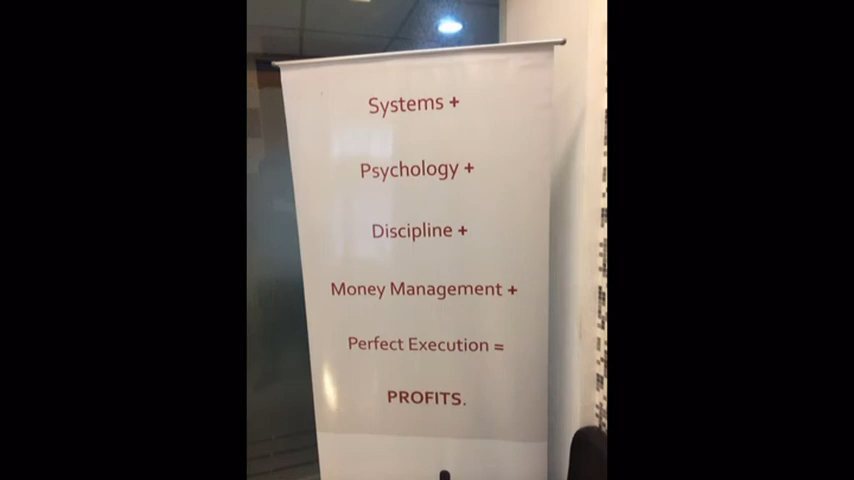 Systems +
Psychology +
Discipline +
Money Management +
Perfect Execution =
PROFITS.